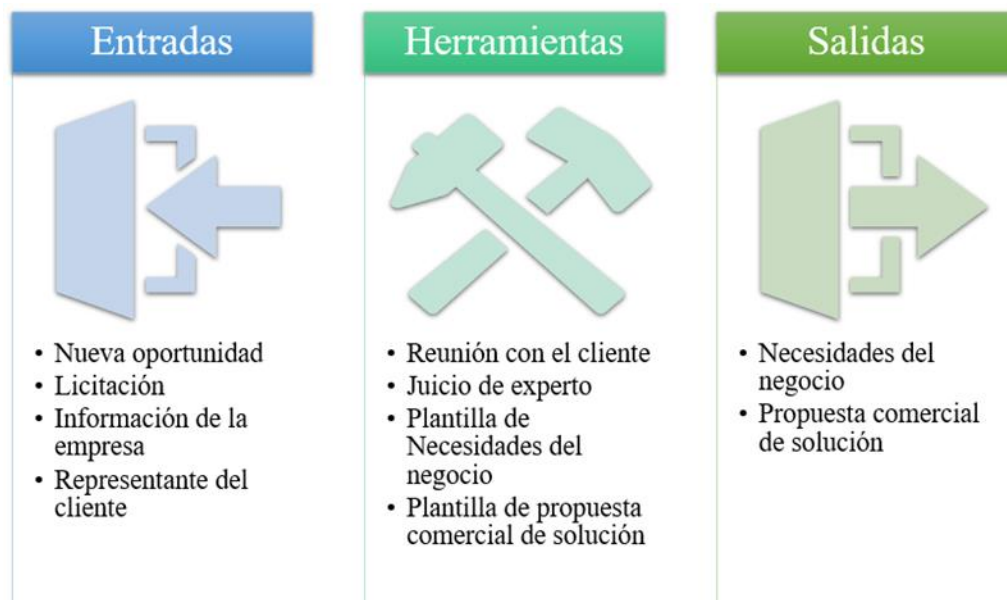 Entradas
• Nueva oportunidad
• Licitación
• Información de la
empresa
• Representante del
cliente
Herramientas
• Reunión con el cliente
• Juicio de experto
• Plantilla de
Necesidades del
negocio
• Plantilla de propuesta
comercial de solución
Salidas
• Necesidades del
negocio
• Propuesta comercial
de solución